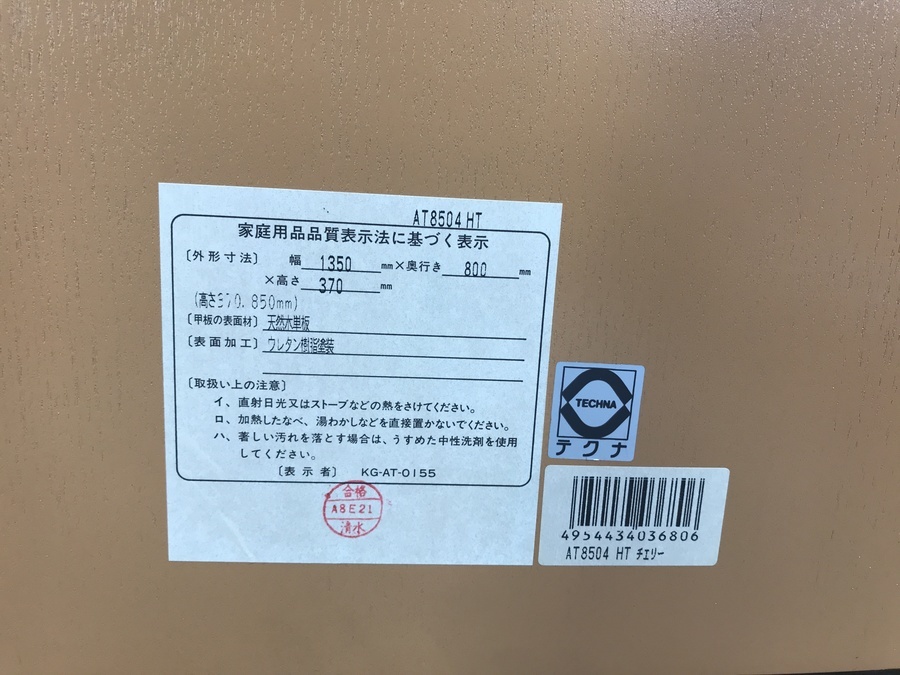 AT8504 HT
家庭用品品質表示法に基づく表示
〔外形寸法〕 幅 1350 mm×奥行き 800 mm
×高さ 370 mm
(高さ370. 850mm)
〔甲板の表面材〕 天然木単板
〔表面加工〕 ウレタン樹脂塗装
〔取扱い上の注意〕
イ、直射日光又はストーブなどの熱をさけてください。
ロ、加熱したなべ、湯わかしなどを直接置かないでください。
ハ、著しい汚れを落とす場合は、うすめた中性洗剤を使用
してください。
〔表示者〕 KG-AT-0155
合格
A8E21
清水
TECHNA
テクナ
4954434036806
AT8504 HT チェリー